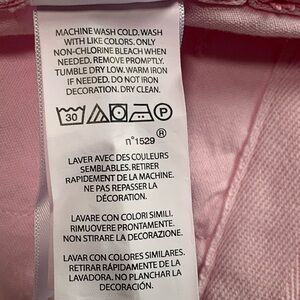 MACHINE WASH COLD. WASH
WITH LIKE COLORS. ONLY
NON-CHLORINE BLEACH WHEN
NEEDED. REMOVE PROMPTLY.
TUMBLE DRY LOW. WARM IRON
IF NEEDED. DO NOT IRON
DECORATION. DRY CLEAN.
30
P
®
n°1529
LAVER AVEC DES COULEURS
SEMBLABLES. RETIRER
RAPIDEMENT DE LA MACHINE.
NE PAS REPASSER LA
DÉCORATION.
LAVARE CON COLORI SIMILI.
RIMUOVERE PRONTAMENTE.
NON STIRARE LA DECORAZIONE.
LAVAR CON COLORES SIMILARES.
RETIRAR RÁPIDAMENTE DE LA
LAVADORA. NO PLANCHAR LA
DECORACIÓN.